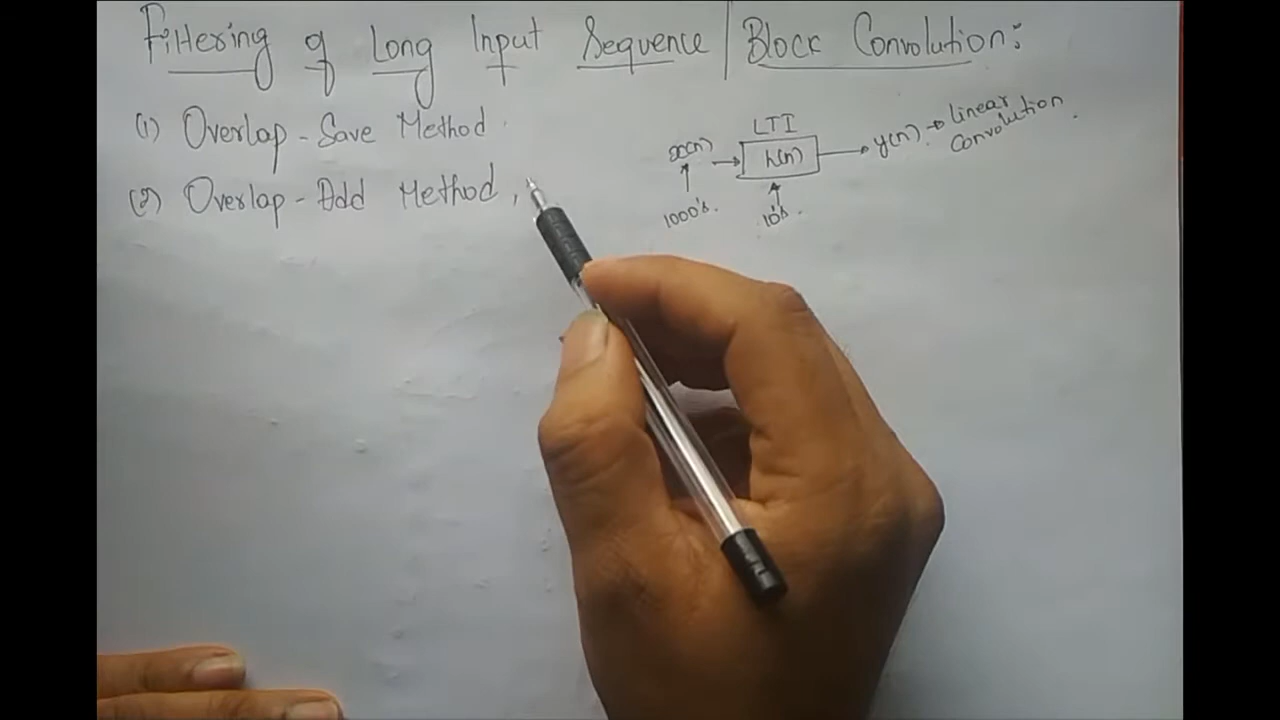 Filtering of Long Input Sequence | Block Convolution:
(1) Overlap-Save Method.
(2) Overlap-Add Method,
LTI
x(n) → h(n) → y(n). → linear convolution.
1000's. 10's.